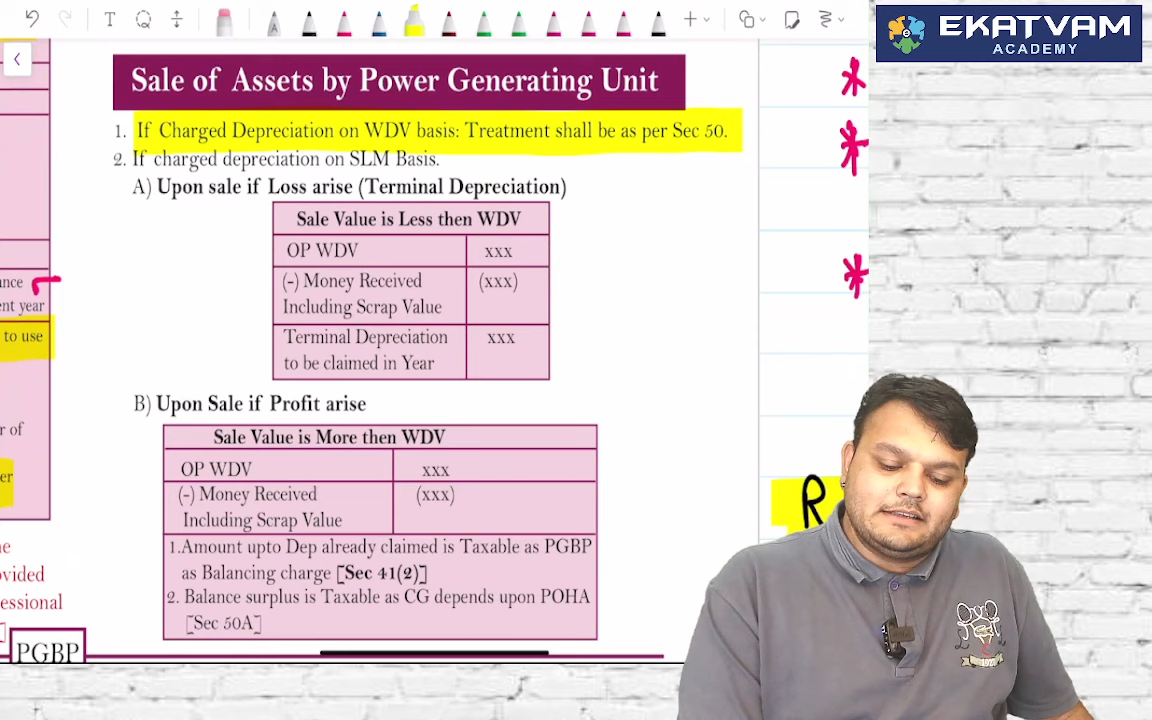 EKATVAM
ACADEMY
Sale of Assets by Power Generating Unit
1. If Charged Depreciation on WDV basis: Treatment shall be as per Sec 50.
2. If charged depreciation on SLM Basis.
A) Upon sale if Loss arise (Terminal Depreciation)
Sale Value is Less then WDV
OP WDV xxx
(-) Money Received (xxx)
Including Scrap Value
Terminal Depreciation xxx
to be claimed in Year
B) Upon Sale if Profit arise
Sale Value is More then WDV
OP WDV xxx
(-) Money Received (xxx)
Including Scrap Value
1.Amount upto Dep already claimed is Taxable as PGBP
as Balancing charge [Sec 41(2)]
2. Balance surplus is Taxable as CG depends upon POHA
[Sec 50A]
ent year
to use
r of
PGBP
R